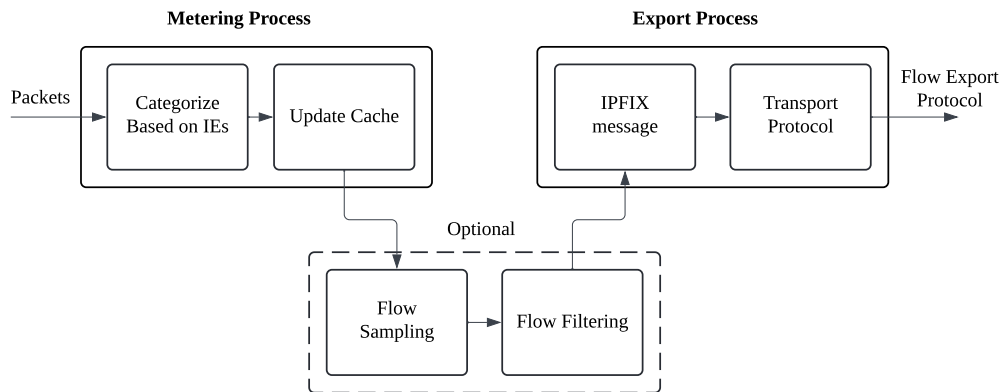 Metering Process
Export Process
Packets
Categorize
Based on IEs
Update Cache
IPFIX
message
Transport
Protocol
Flow Export
Protocol
Optional
Flow
Sampling
Flow Filtering